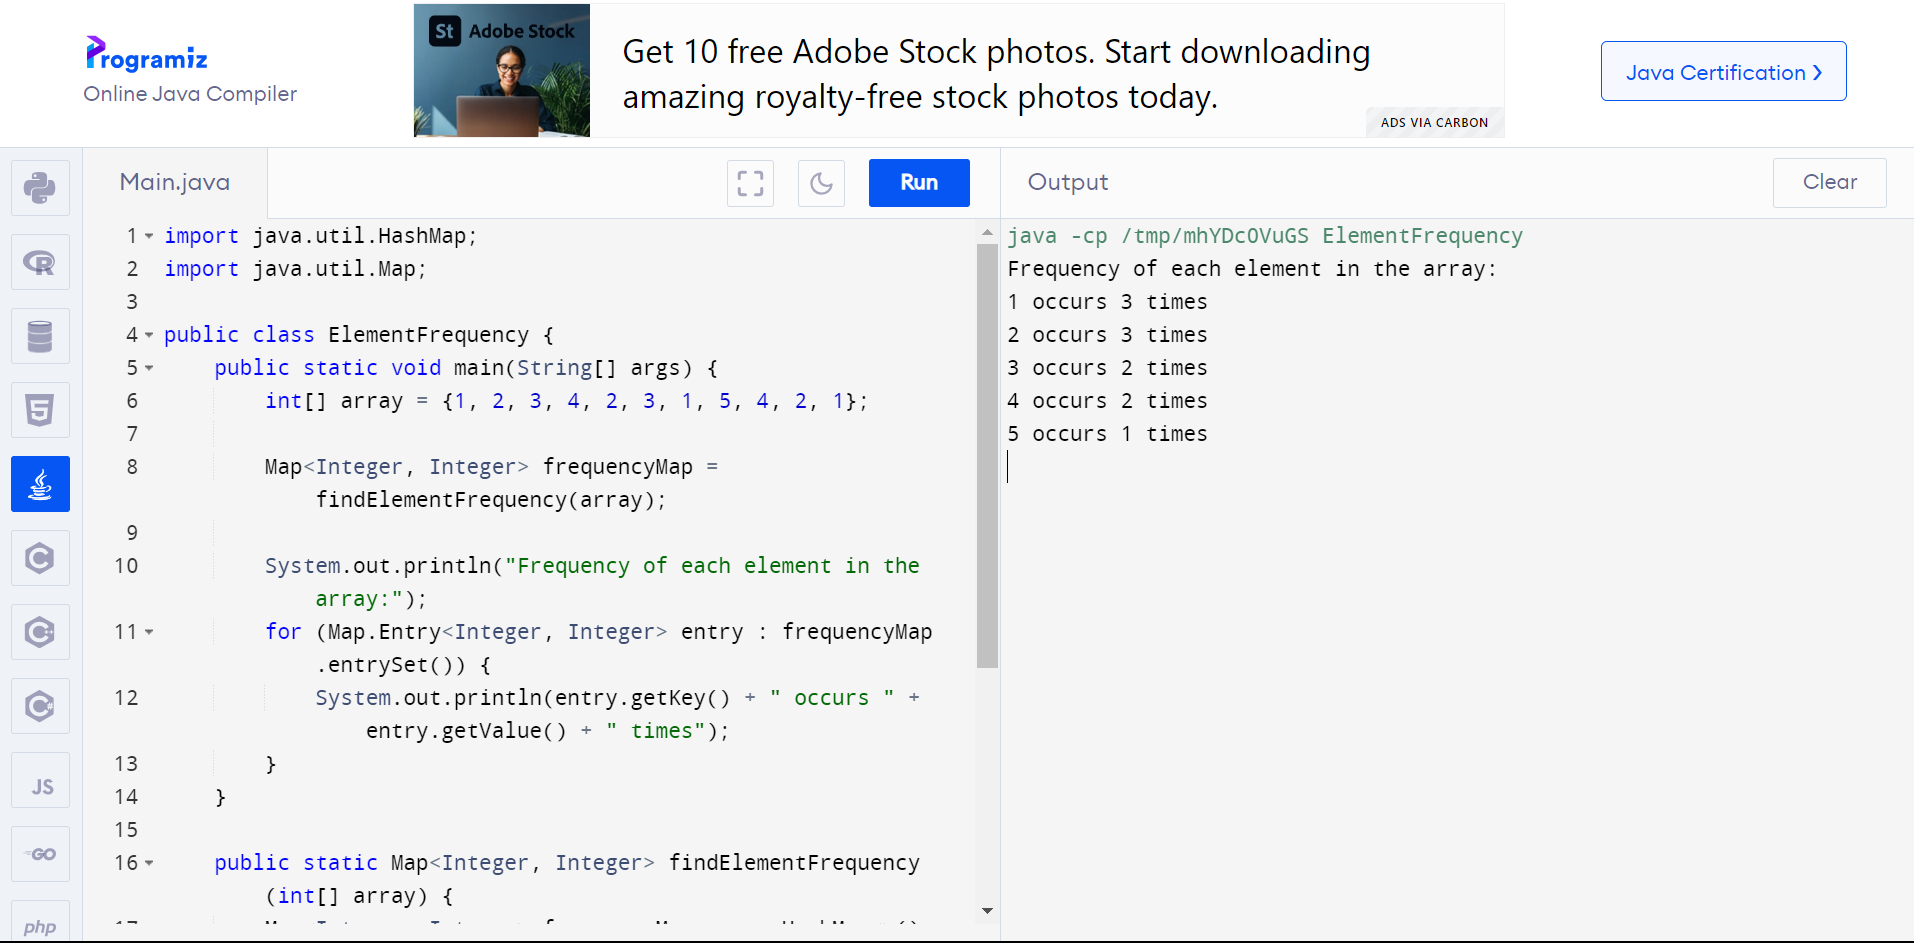 Programiz
Online Java Compiler
St Adobe Stock
Get 10 free Adobe Stock photos. Start downloading
amazing royalty-free stock photos today.
ADS VIA CARBON
Java Certification ❯
Main.java
Run
Output
Clear
R
5
C
C++
C#
JS
GO
php
1 import java.util.HashMap;
2 import java.util.Map;
3
4 public class ElementFrequency {
5 public static void main(String[] args) {
6 int[] array = {1, 2, 3, 4, 2, 3, 1, 5, 4, 2, 1};
7
8 Map<Integer, Integer> frequencyMap =
findElementFrequency(array);
9
10 System.out.println("Frequency of each element in the
array:");
11 for (Map.Entry<Integer, Integer> entry : frequencyMap
.entrySet()) {
12 System.out.println(entry.getKey() + " occurs " +
entry.getValue() + " times");
13 }
14 }
15
16 public static Map<Integer, Integer> findElementFrequency
(int[] array) {
java -cp /tmp/mhYDcOVuGS ElementFrequency
Frequency of each element in the array:
1 occurs 3 times
2 occurs 3 times
3 occurs 2 times
4 occurs 2 times
5 occurs 1 times